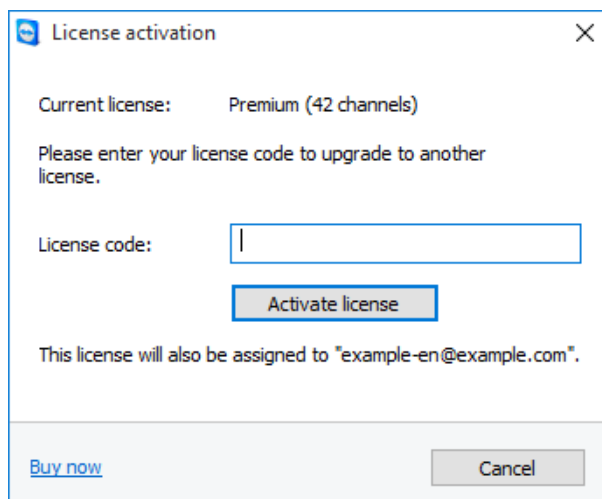 License activation
Current license: Premium (42 channels)
Please enter your license code to upgrade to another
license.
License code:
Activate license
This license will also be assigned to "example-en@example.com".
Buy now Cancel